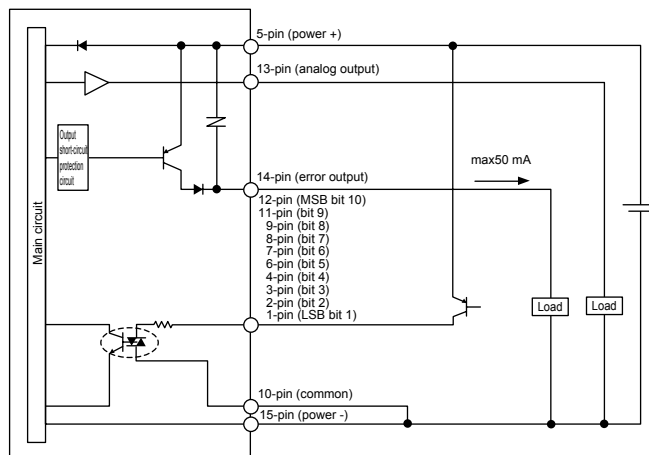 5-pin (power +)
13-pin (analog output)
Output
short-circuit
protection
circuit
Main circuit
max50 mA
14-pin (error output)
12-pin (MSB bit 10)
11-pin (bit 9)
9-pin (bit 8)
8-pin (bit 7)
7-pin (bit 6)
6-pin (bit 5)
4-pin (bit 4)
3-pin (bit 3)
2-pin (bit 2)
1-pin (LSB bit 1)
Load
Load
10-pin (common)
15-pin (power -)